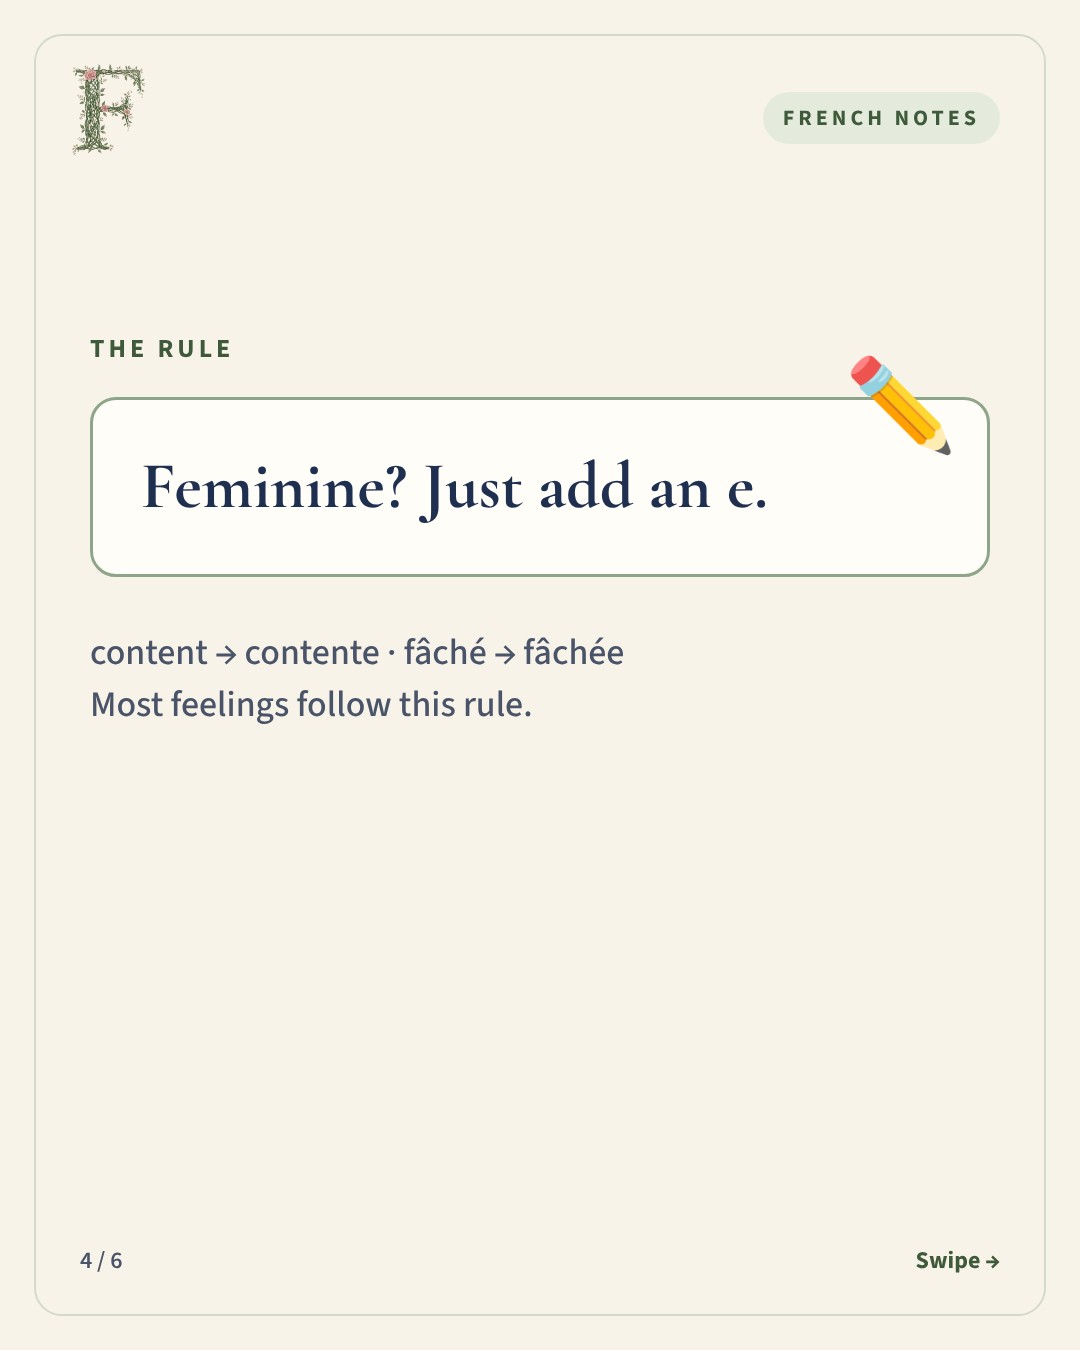 F
FRENCH NOTES
THE RULE
Feminine? Just add an e.
content → contente · fâché → fâchée
Most feelings follow this rule.
4 / 6
Swipe →